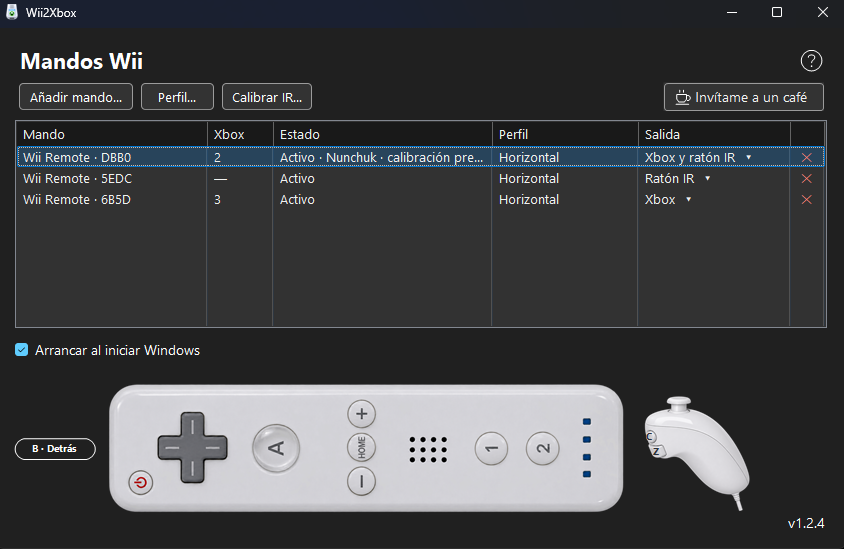 Wii2Xbox
Mandos Wii
?
Añadir mando...
Perfil...
Calibrar IR...
Invítame a un café
Mando Xbox Estado Perfil Salida
Wii Remote · DBB0 2 Activo · Nunchuk · calibración pre... Horizontal Xbox y ratón IR
Wii Remote · 5EDC — Activo Horizontal Ratón IR
Wii Remote · 6B5D 3 Activo Horizontal Xbox
Arrancar al iniciar Windows
B · Detrás
A
+
HOME
−
1
2
C
Z
v1.2.4